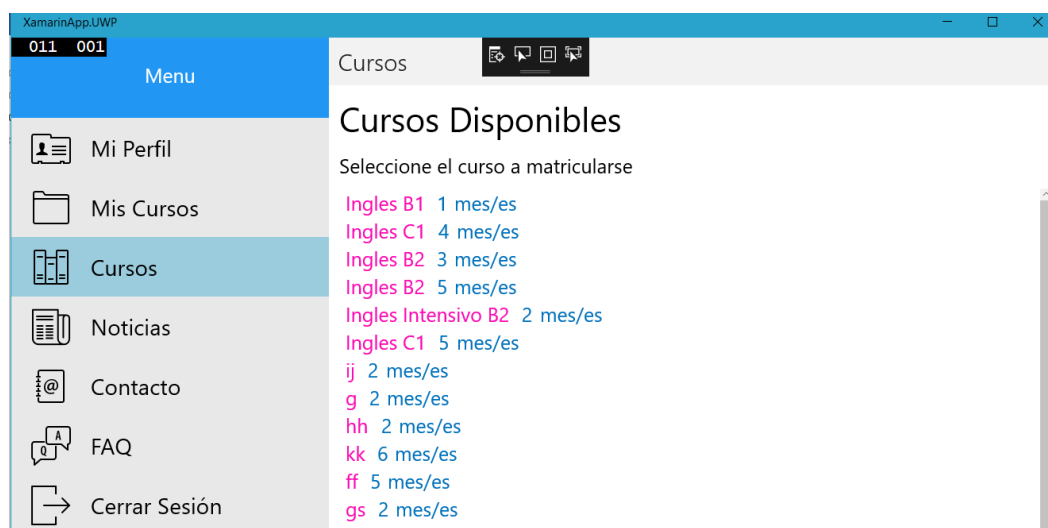 XamarinApp.UWP
011 001
Menu
Mi Perfil
Mis Cursos
Cursos
Noticias
Contacto
FAQ
Cerrar Sesión
Cursos
Cursos Disponibles
Seleccione el curso a matricularse
Ingles B1 1 mes/es
Ingles C1 4 mes/es
Ingles B2 3 mes/es
Ingles B2 5 mes/es
Ingles Intensivo B2 2 mes/es
Ingles C1 5 mes/es
ij 2 mes/es
g 2 mes/es
hh 2 mes/es
kk 6 mes/es
ff 5 mes/es
gs 2 mes/es